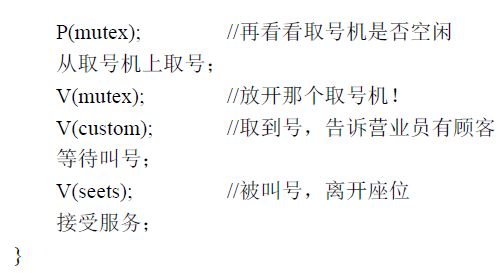 P(mutex); //再看看取号机是否空闲
从取号机上取号；
V(mutex); //放开那个取号机！
V(custom); //取到号，告诉营业员有顾客
等待叫号；
V(seets); //被叫号，离开座位
接受服务；
}